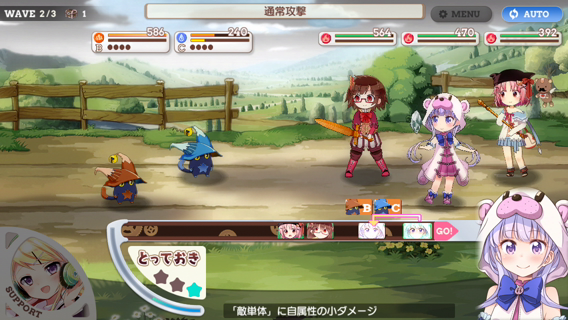 WAVE 2/3 1
通常攻撃
MENU
AUTO
586
B
240
C
564
470
392
B C
GO!
とっておき
SUPPORT
「敵単体」に自属性の小ダメージ